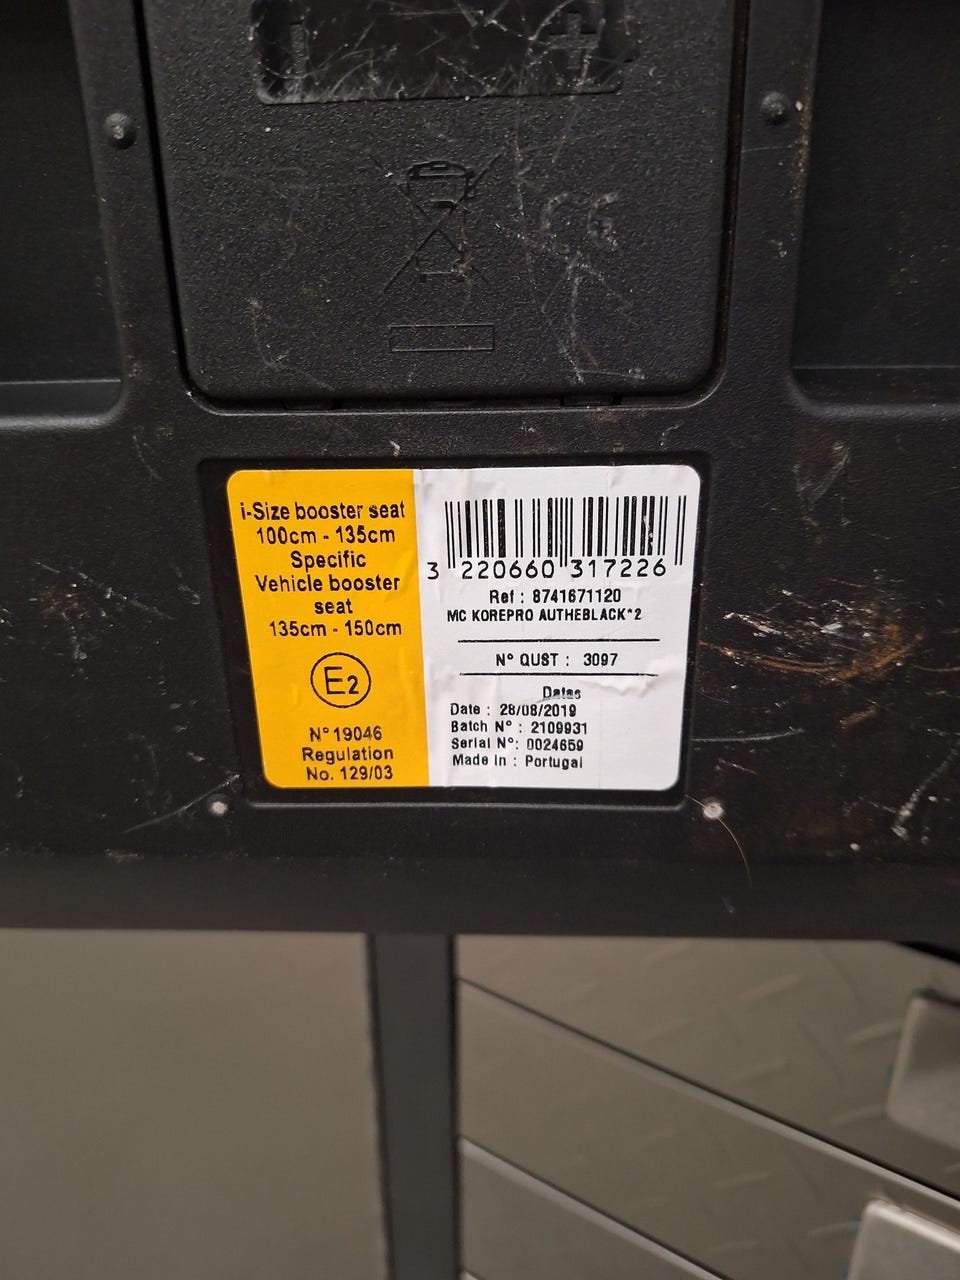 CE
i-Size booster seat
100cm - 135cm
Specific
Vehicle booster
seat
135cm - 150cm
E2
N° 19046
Regulation
No. 129/03
3 220660 317226
Ref : 8741671120
MC KOREPRO AUTHEBLACK*2
N° QUST : 3097
Datas
Date : 28/08/2019
Batch N° : 2109931
Serial N°: 0024659
Made In : Portugal